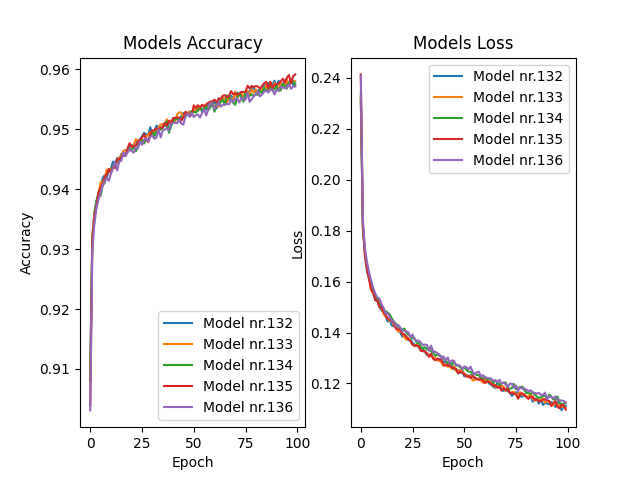 Models Accuracy
0.96
0.95
0.94
0.93
0.92
0.91
Accuracy
0
25
50
75
100
Epoch
Model nr.132
Model nr.133
Model nr.134
Model nr.135
Model nr.136
Models Loss
0.24
0.22
0.20
0.18
0.16
0.14
0.12
Loss
0
25
50
75
100
Epoch
Model nr.132
Model nr.133
Model nr.134
Model nr.135
Model nr.136